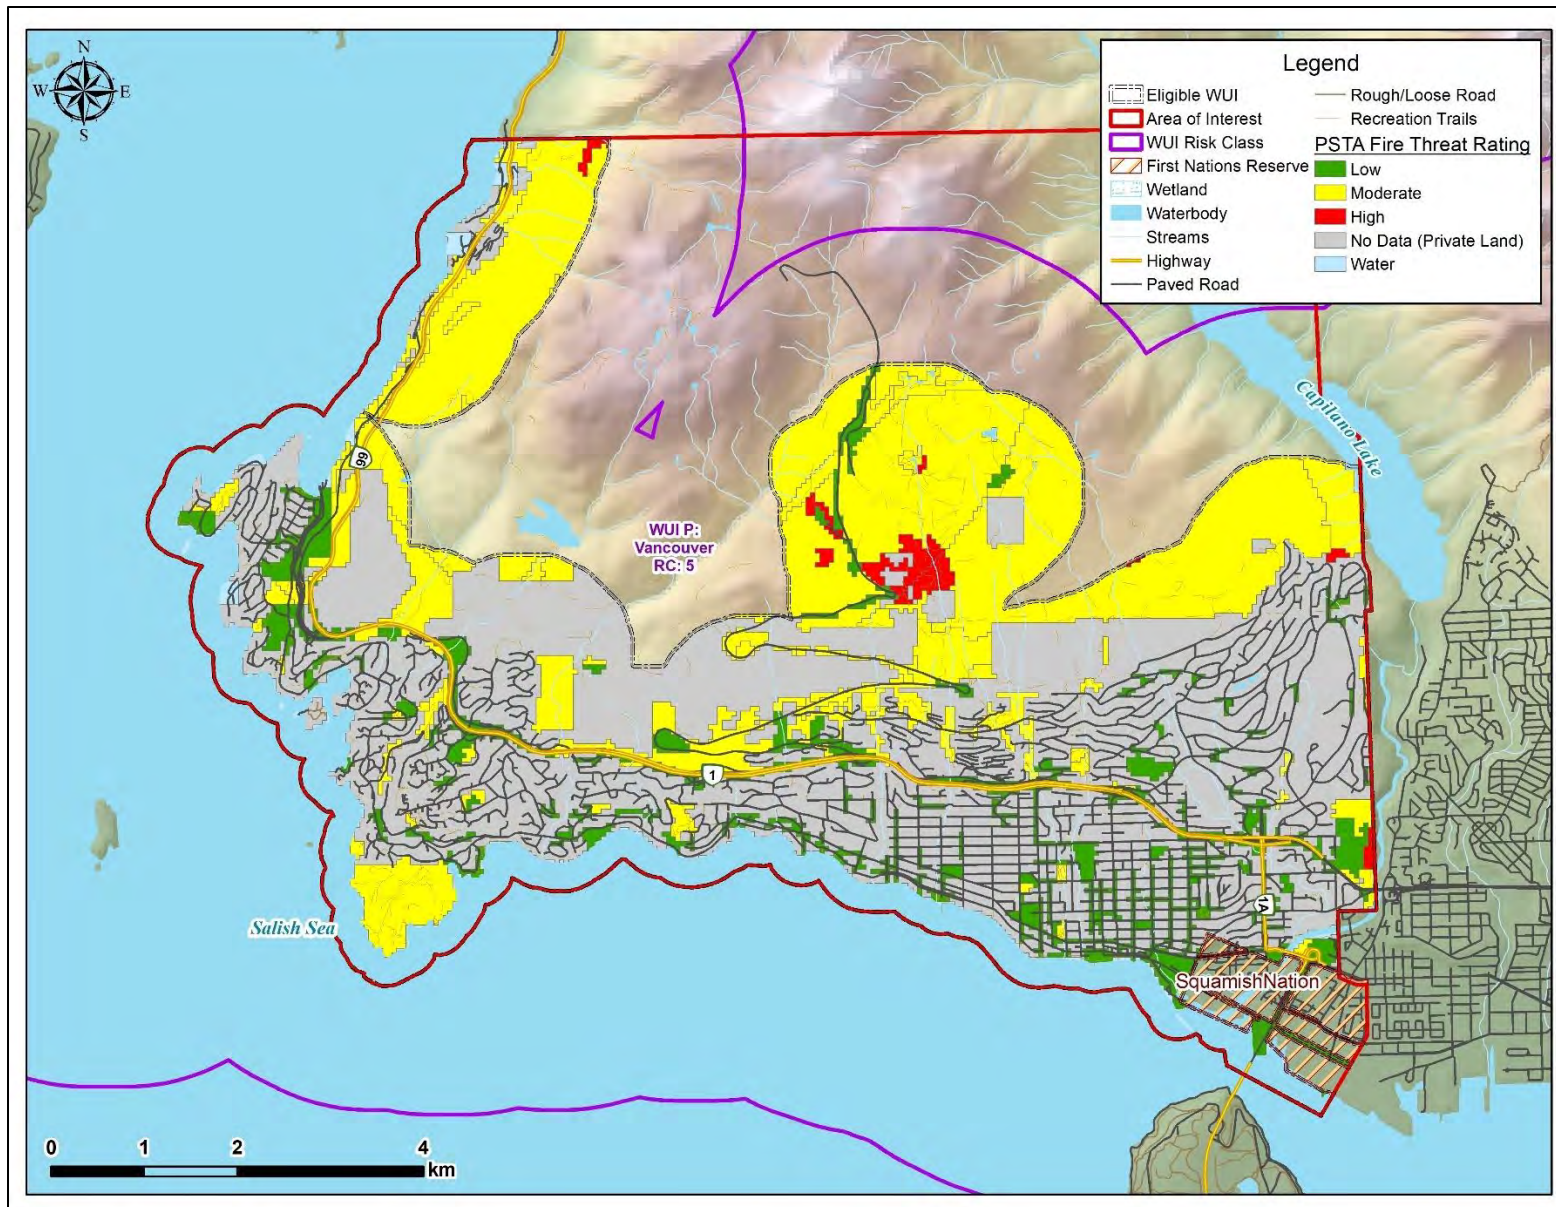 N
W E
S
Legend
Eligible WUI
Area of Interest
WUI Risk Class
First Nations Reserve
Wetland
Waterbody
Streams
Highway
Paved Road
Rough/Loose Road
Recreation Trails
PSTA Fire Threat Rating
Low
Moderate
High
No Data (Private Land)
Water
Capilano Lake
99
WUI P:
Vancouver
RC: 5
1
1A
Salish Sea
SquamishNation
0 1 2 4
km